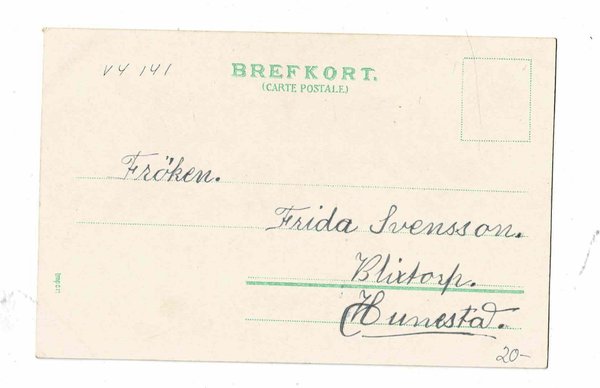 V4 141
BREFKORT.
(CARTE POSTALE.)
Fröken.
Frida Svensson.
Blixtorp.
Hunestad.
20-